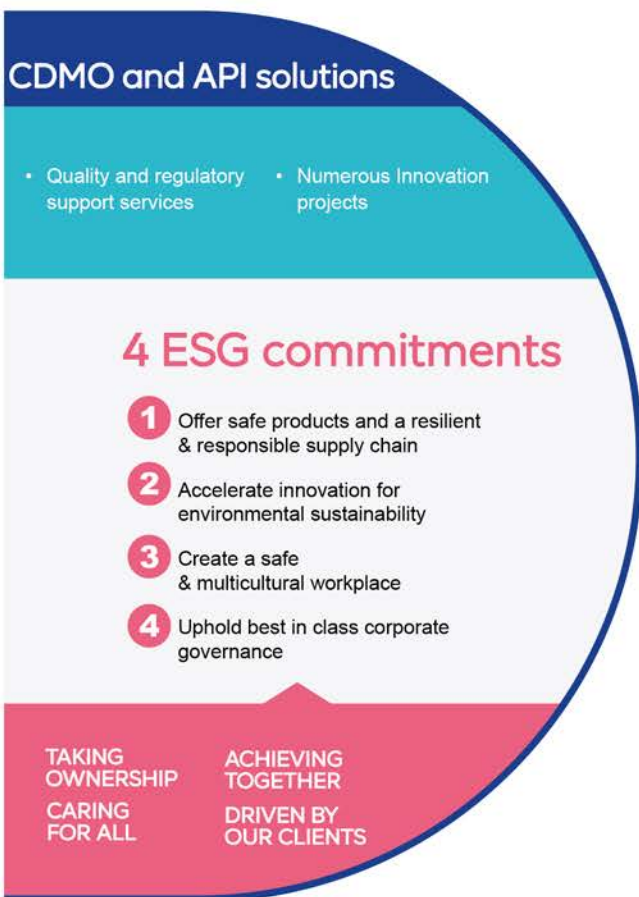 CDMO and API solutions
• Quality and regulatory
support services
• Numerous Innovation
projects
4 ESG commitments
1 Offer safe products and a resilient
& responsible supply chain
2 Accelerate innovation for
environmental sustainability
3 Create a safe
& multicultural workplace
4 Uphold best in class corporate
governance
TAKING
OWNERSHIP
ACHIEVING
TOGETHER
CARING
FOR ALL
DRIVEN BY
OUR CLIENTS